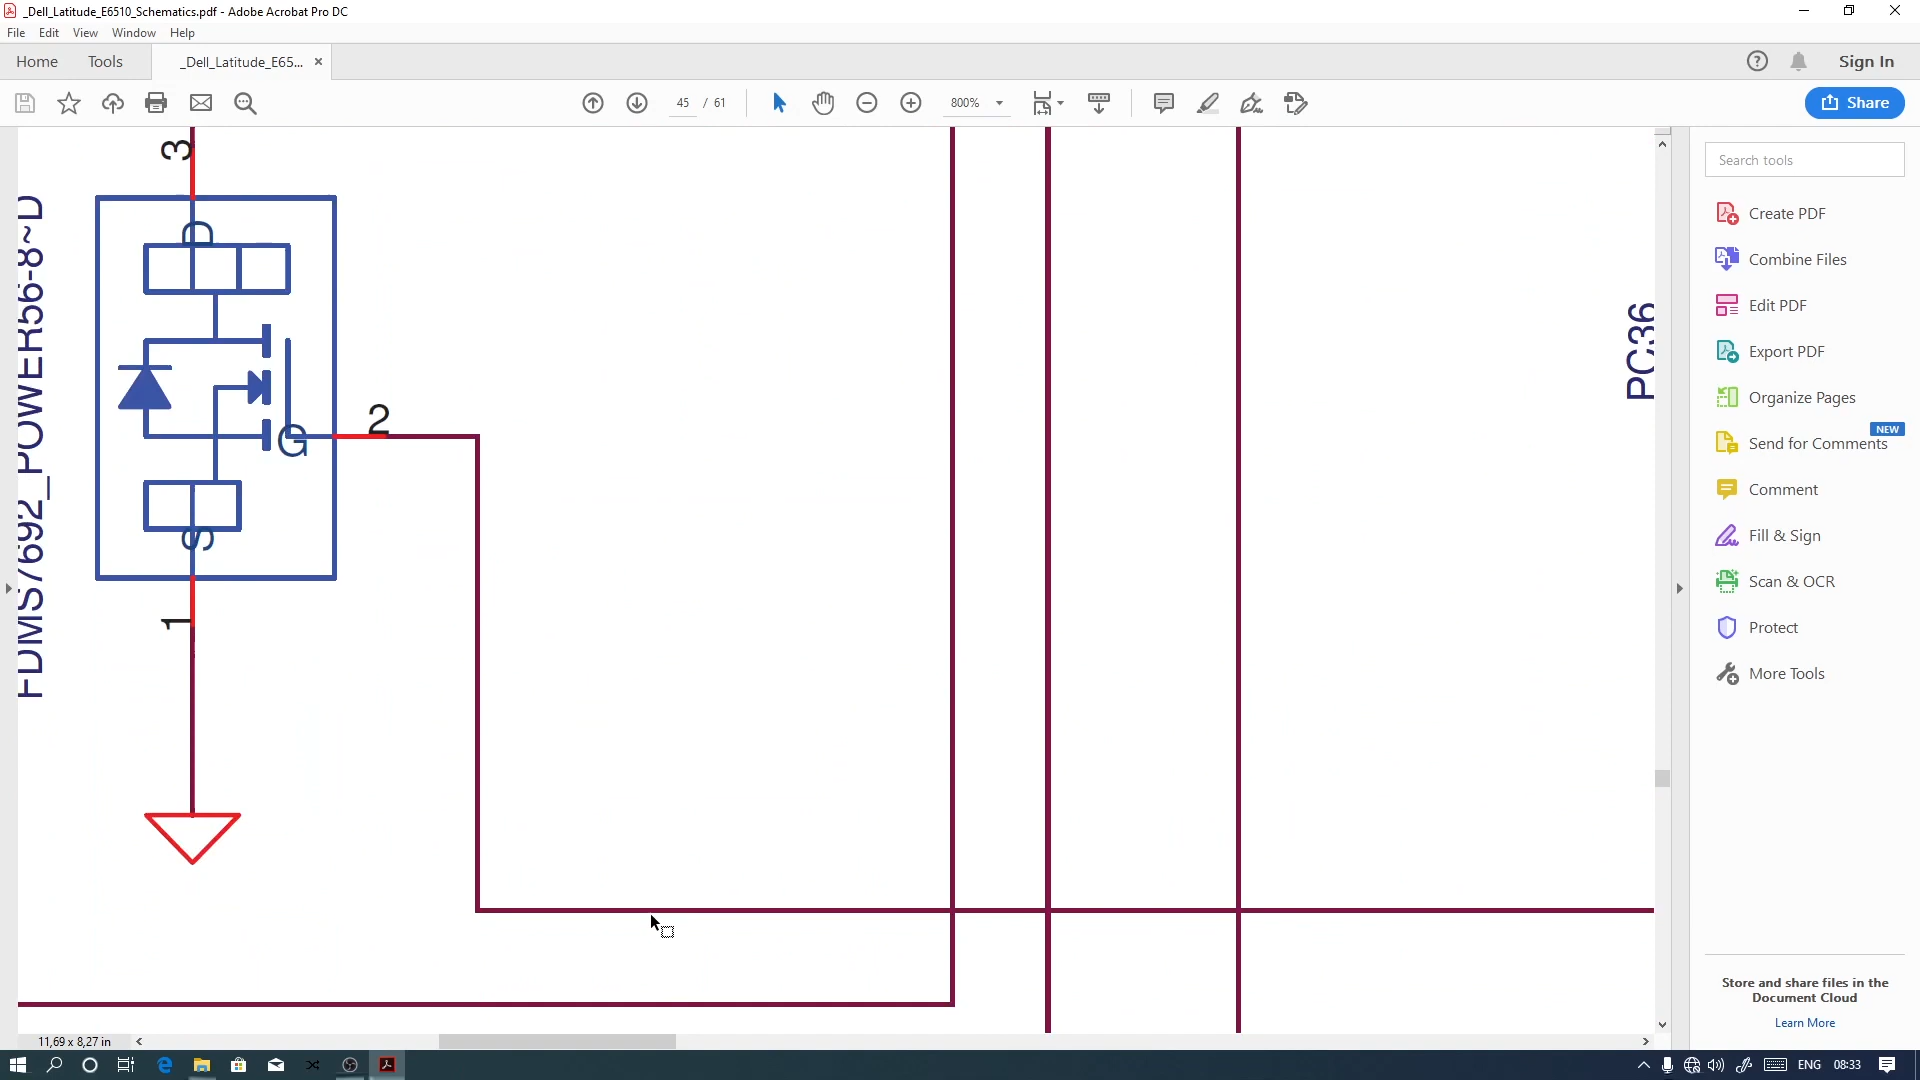 _Dell_Latitude_E6510_Schematics.pdf - Adobe Acrobat Pro DC
File Edit View Window Help
Home Tools _Dell_Latitude_E65... × Sign In
45 / 61 800% Share
Search tools
Create PDF
Combine Files
Edit PDF
Export PDF
Organize Pages
NEW
Send for Comments
Comment
Fill & Sign
Scan & OCR
Protect
More Tools
Store and share files in the
Document Cloud
Learn More
3
D
FDMS7692_POWER56-8~D
2
G
S
1
PC36
11,69 x 8,27 in
ENG 08:33